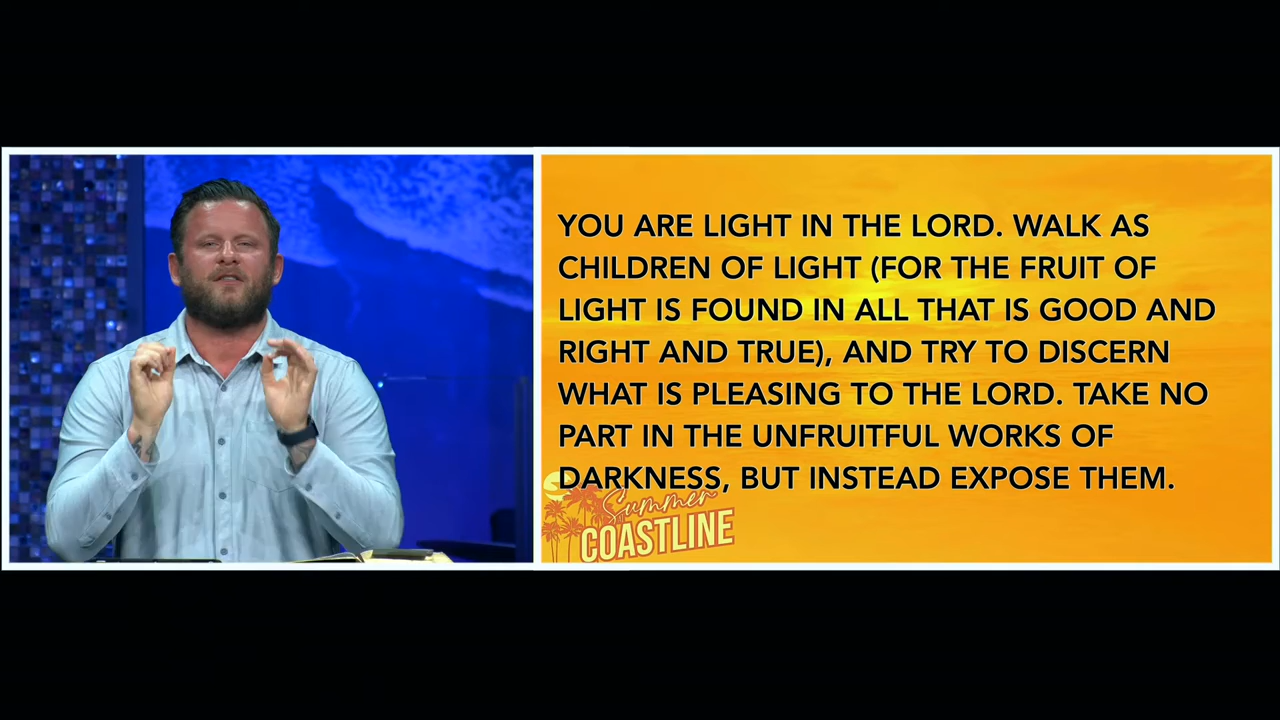 YOU ARE LIGHT IN THE LORD. WALK AS
CHILDREN OF LIGHT (FOR THE FRUIT OF
LIGHT IS FOUND IN ALL THAT IS GOOD AND
RIGHT AND TRUE), AND TRY TO DISCERN
WHAT IS PLEASING TO THE LORD. TAKE NO
PART IN THE UNFRUITFUL WORKS OF
DARKNESS, BUT INSTEAD EXPOSE THEM.
Summer
COASTLINE